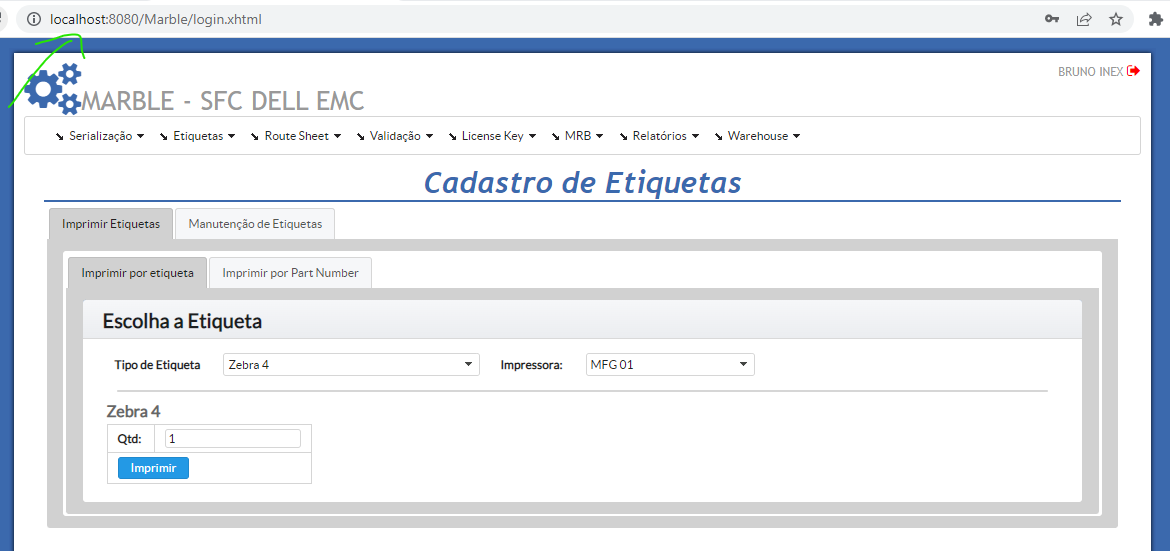 localhost:8080/Marble/login.xhtml
BRUNO INEX
MARBLE - SFC DELL EMC
Serialização Etiquetas Route Sheet Validação License Key MRB Relatórios Warehouse
Cadastro de Etiquetas
Imprimir Etiquetas Manutenção de Etiquetas
Imprimir por etiqueta Imprimir por Part Number
Escolha a Etiqueta
Tipo de Etiqueta Zebra 4 Impressora: MFG 01
Zebra 4
Qtd: 1
Imprimir